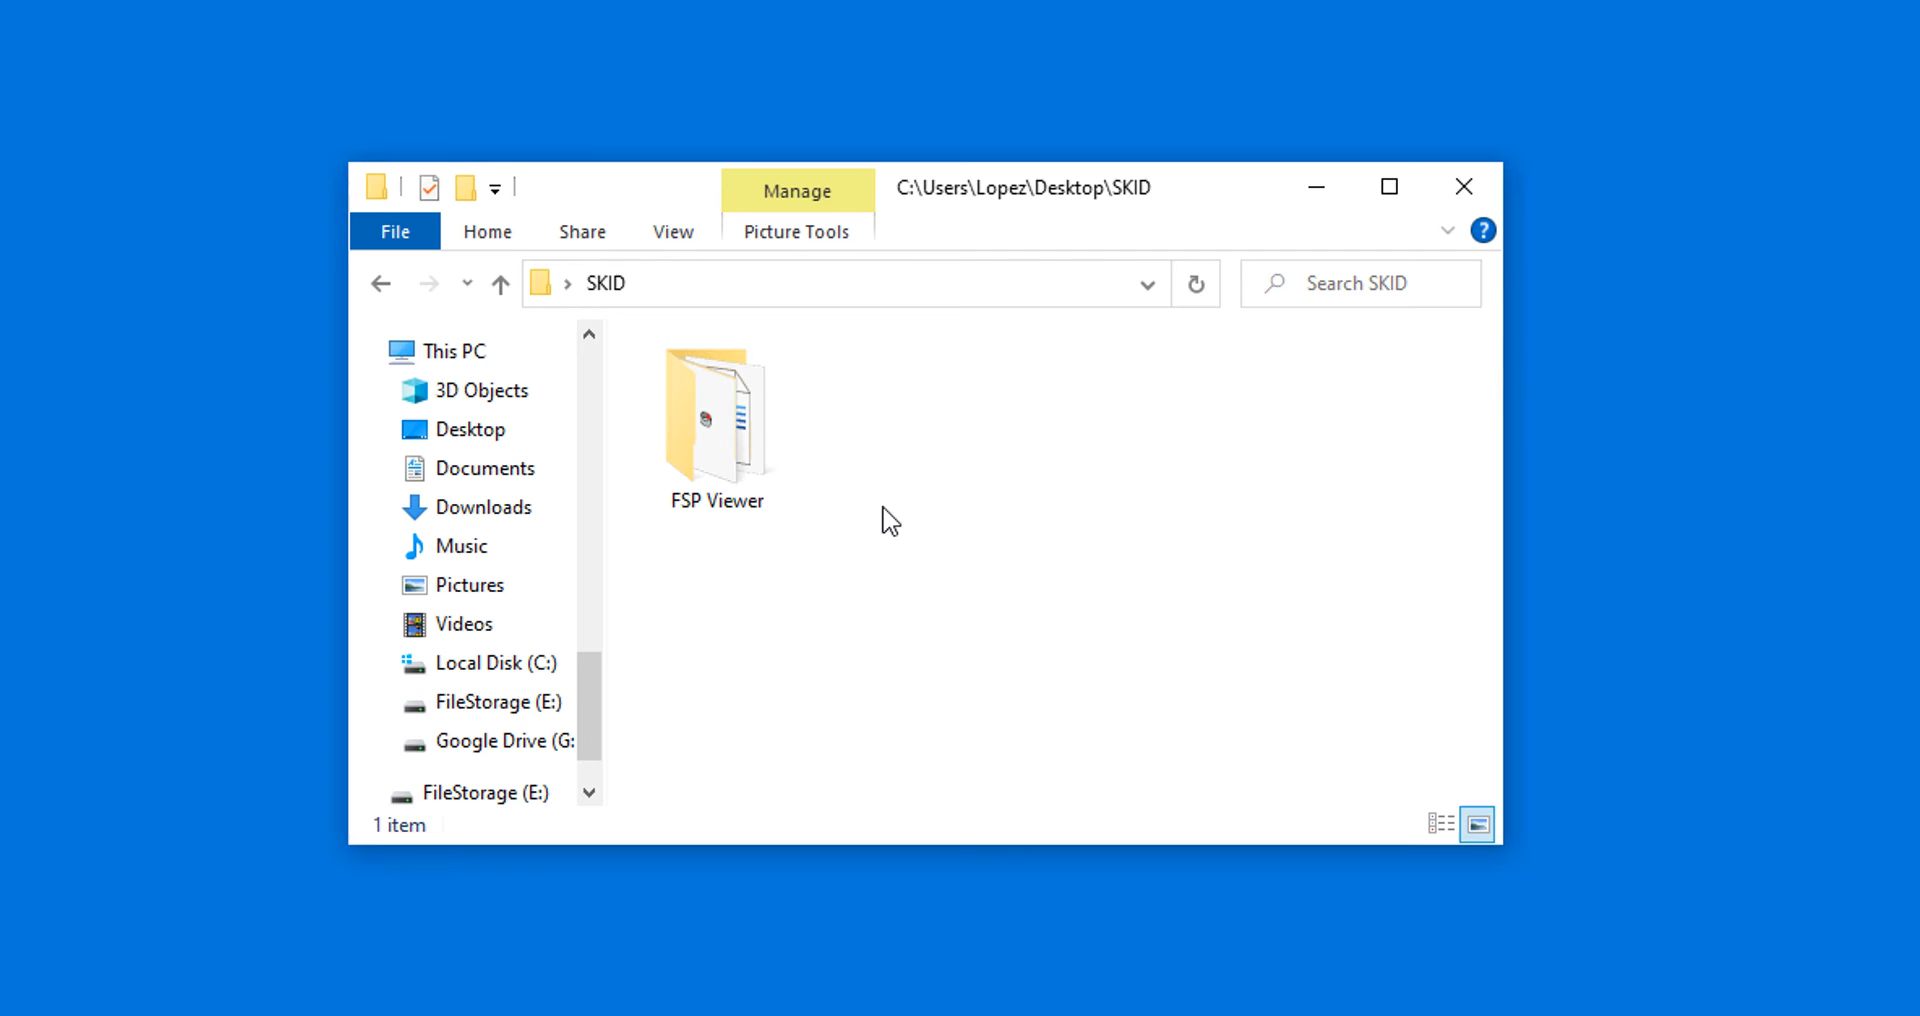 Manage
C:\Users\Lopez\Desktop\SKID
File
Home
Share
View
Picture Tools
?
SKID
Search SKID
This PC
3D Objects
Desktop
Documents
Downloads
Music
Pictures
Videos
Local Disk (C:)
FileStorage (E:)
Google Drive (G:
FileStorage (E:)
FSP Viewer
1 item